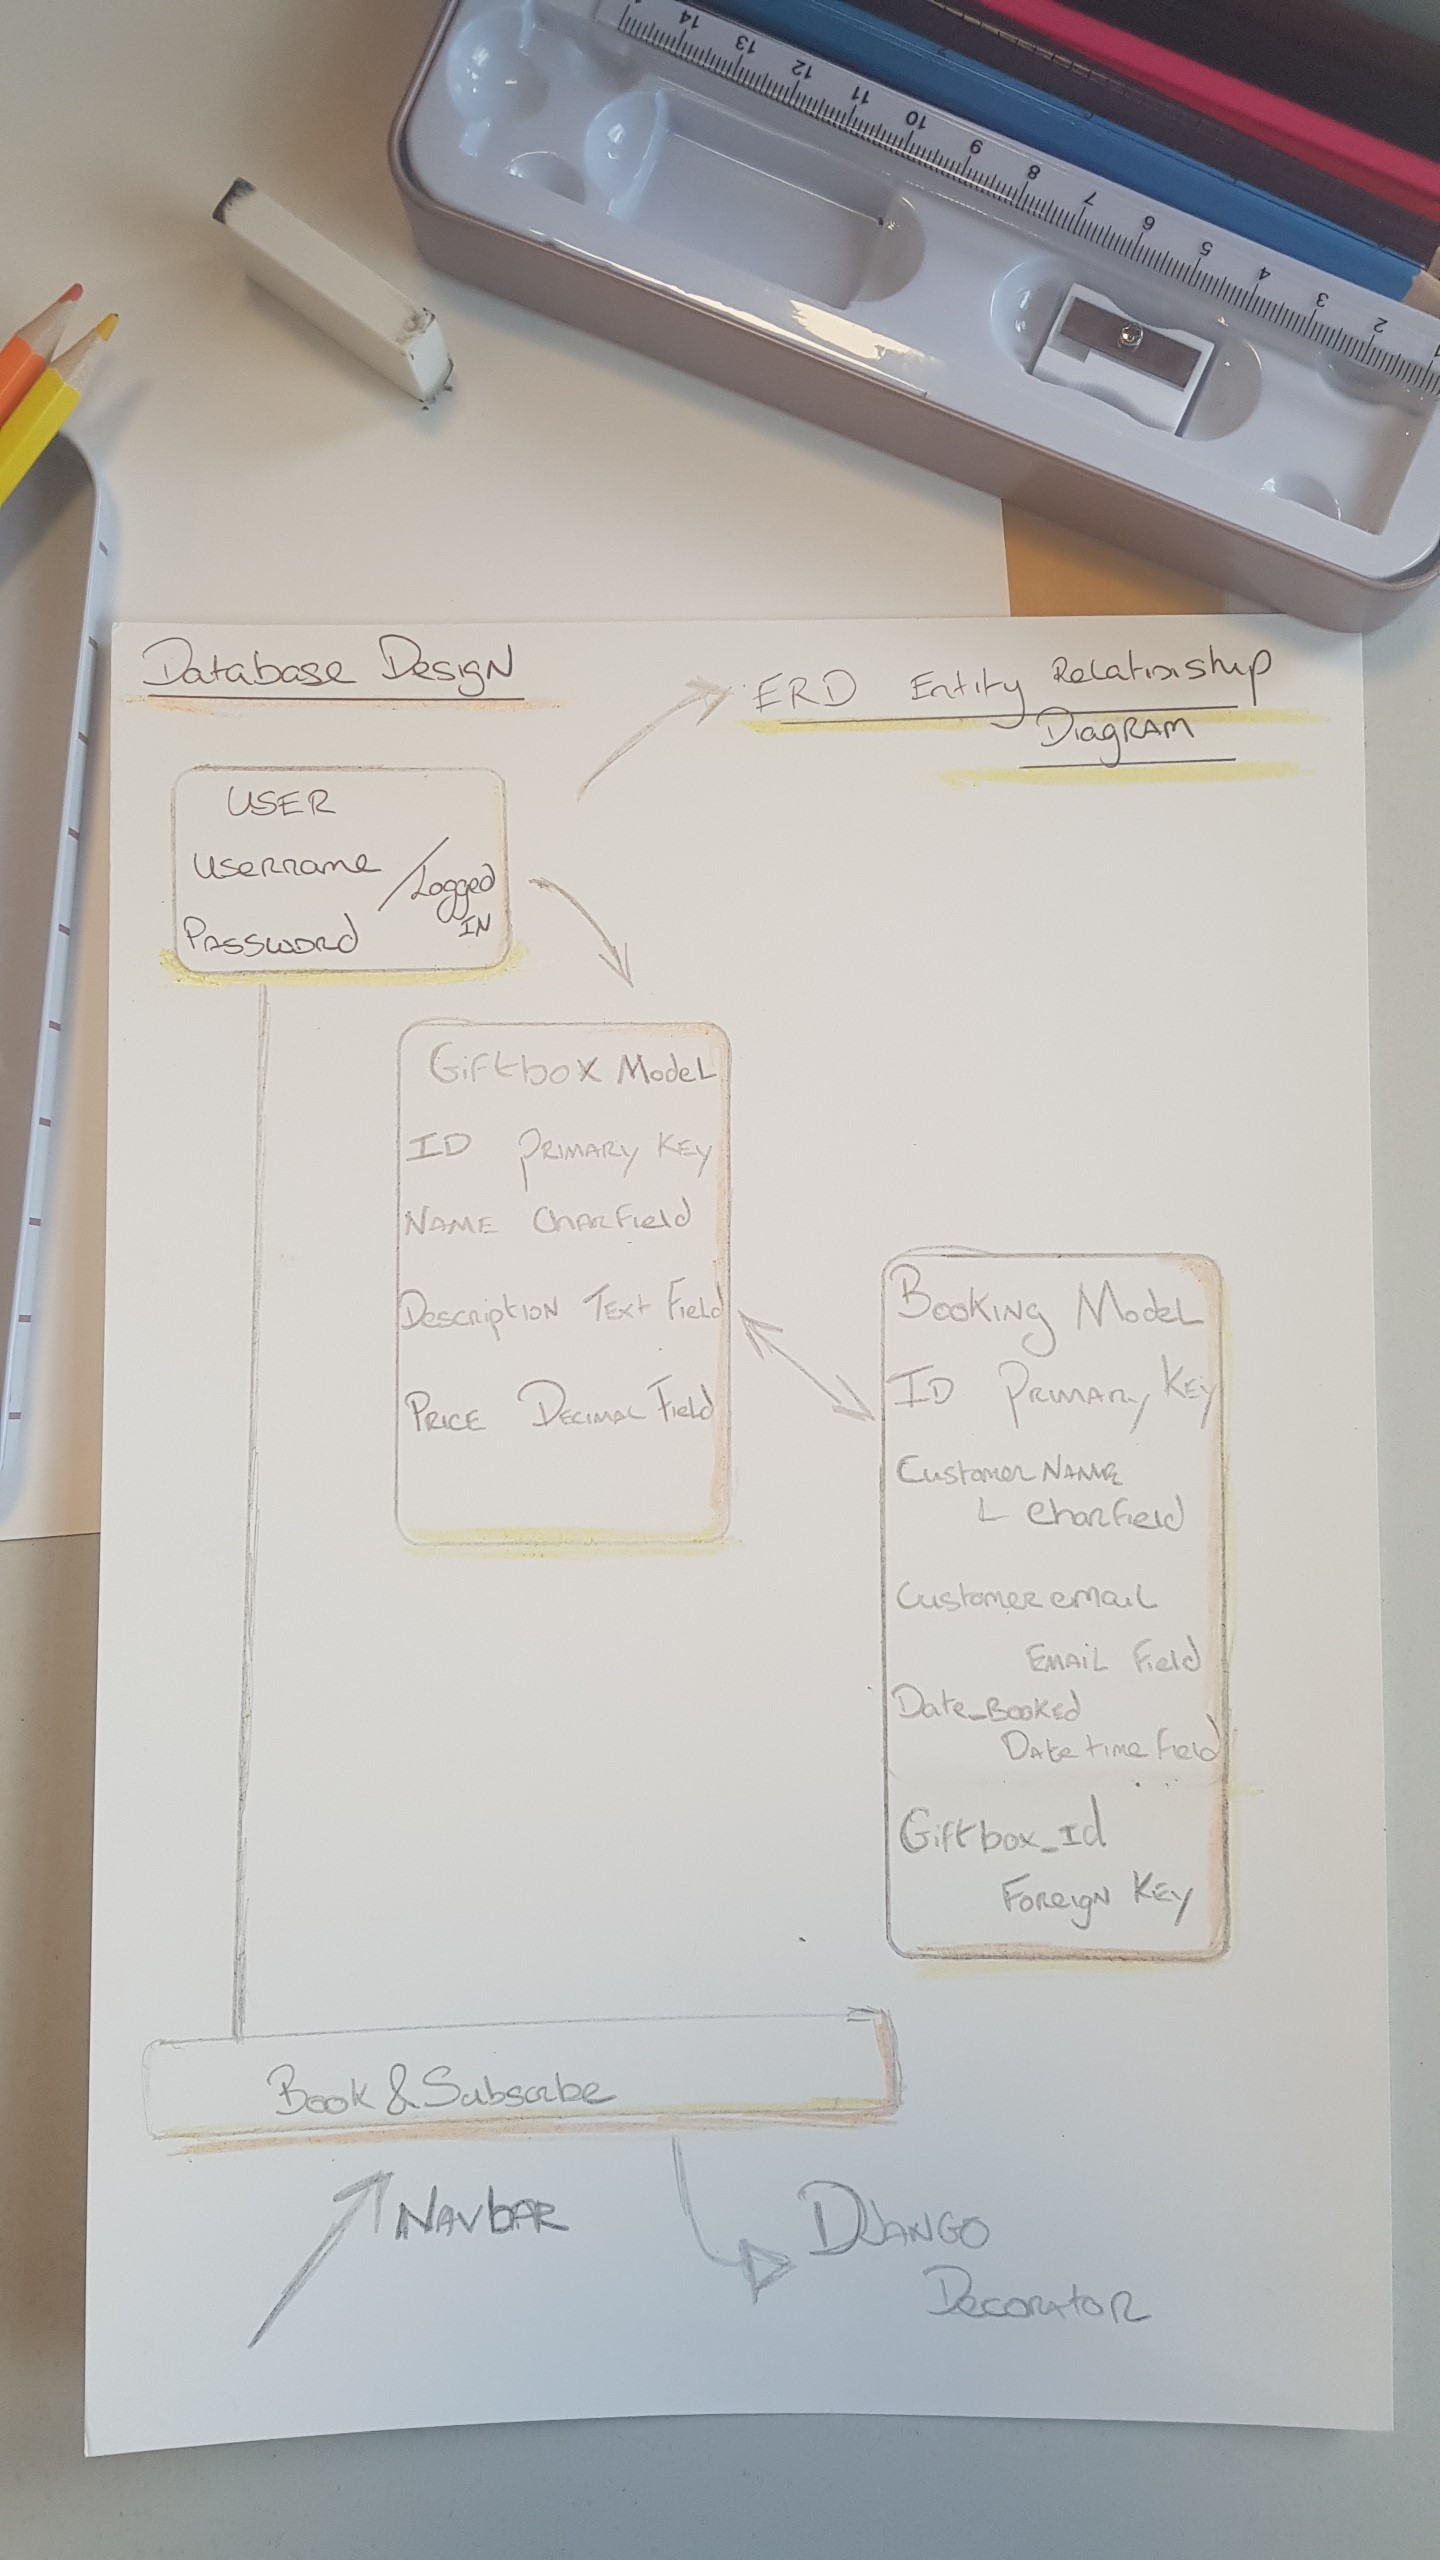 14 13 12 11 10 9 8 7 6 5 4 3 2 1
Database Design
ERD Entity Relationship
Diagram
USER
Username
/Logged
IN
Password
Giftbox Model
ID Primary Key
Name CharField
Description Text Field
Price Decimal Field
Booking Model
ID Primary Key
Customer Name
CharField
Customer email
Email Field
Date_Booked
Date time field
Giftbox_Id
Foreign Key
Book & Subscribe
Navbar
Django
Decorator